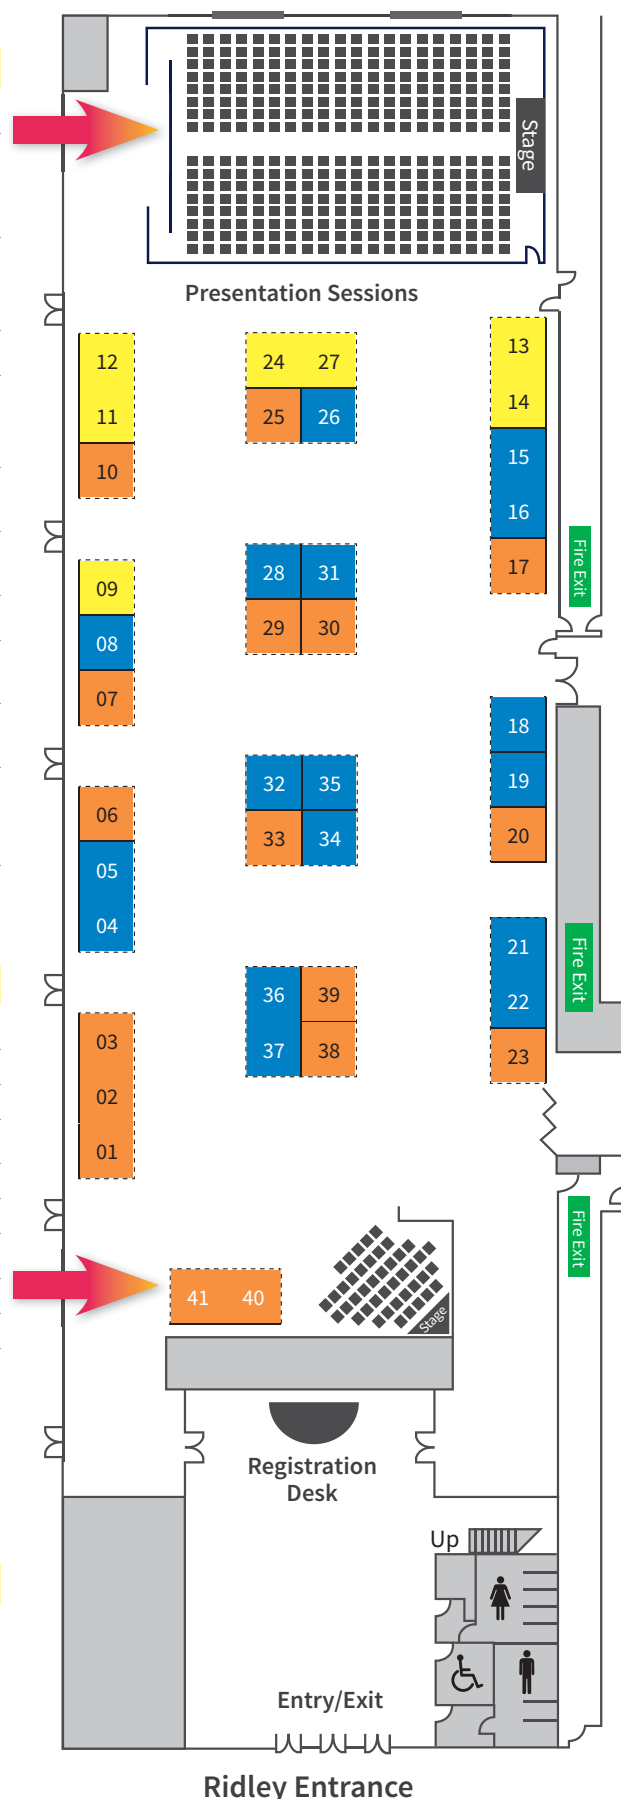 Stage
Presentation Sessions
12
11
10
24 27
25 26
13
14
15
16
17
Fire Exit
09
08
07
28 31
29 30
18
19
20
06
05
04
32 35
33 34
21
22
23
Fire Exit
03
02
01
36 39
37 38
Fire Exit
41 40
Stage
Registration
Desk
Up
Entry/Exit
Ridley Entrance